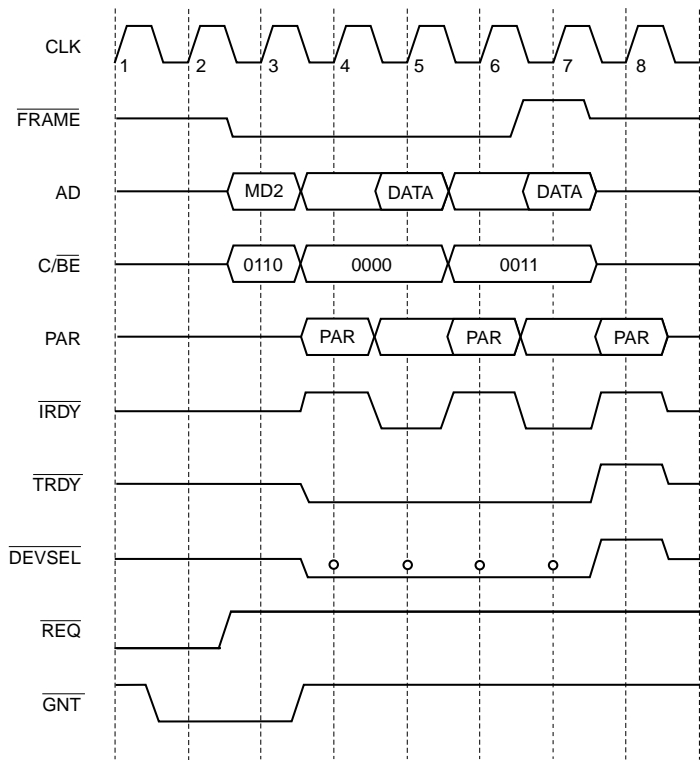 CLK
1 2 3 4 5 6 7 8
FRAME
AD
MD2 DATA DATA
C/BE
0110 0000 0011
PAR
PAR PAR PAR
IRDY
TRDY
DEVSEL
REQ
GNT